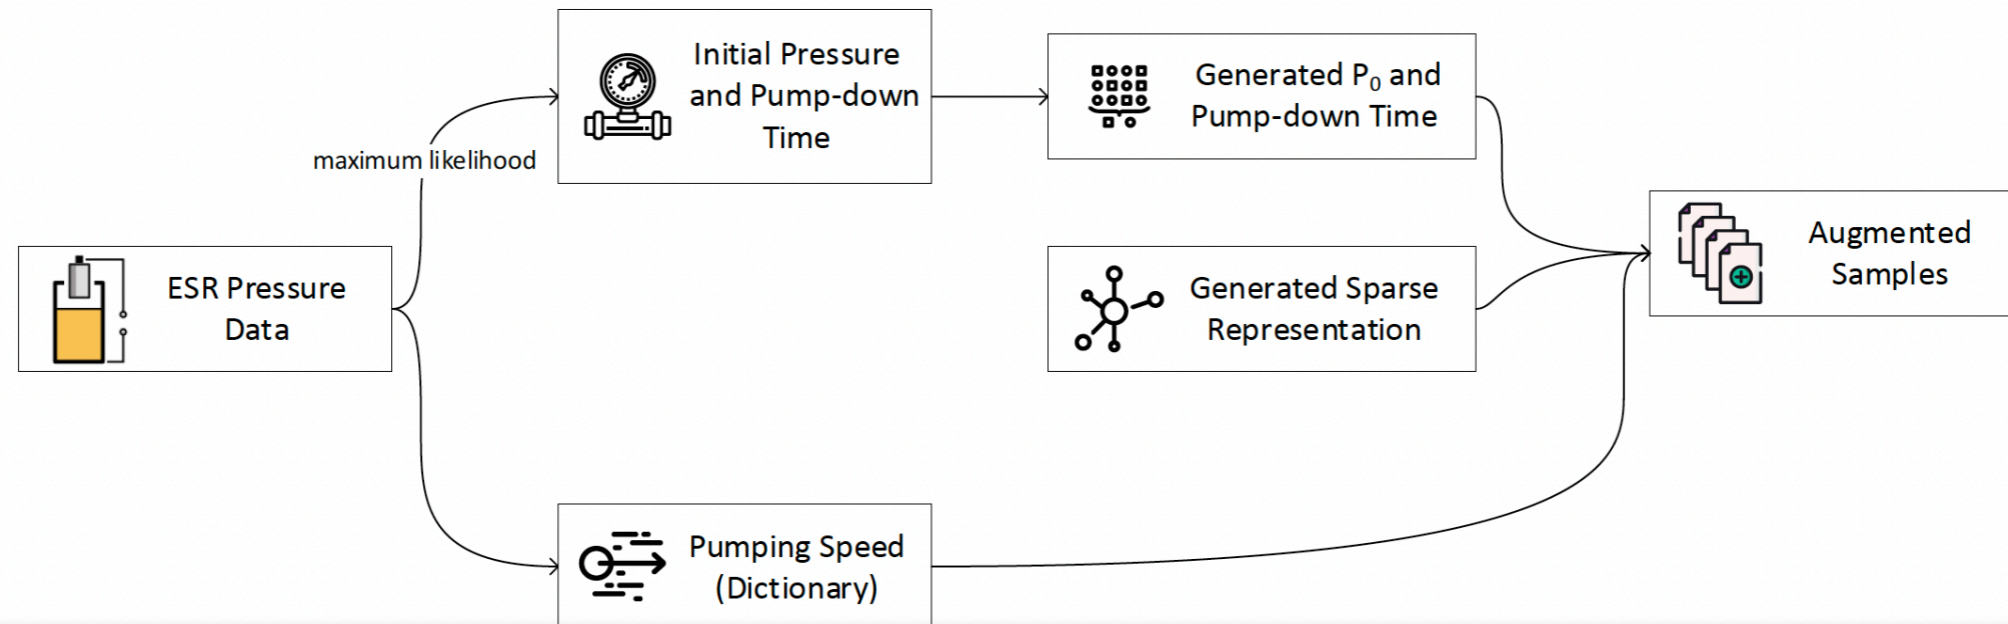 Initial Pressure
and Pump-down
Time
Generated P₀ and
Pump-down Time
maximum likelihood
Augmented
Samples
ESR Pressure
Data
Generated Sparse
Representation
Pumping Speed
(Dictionary)